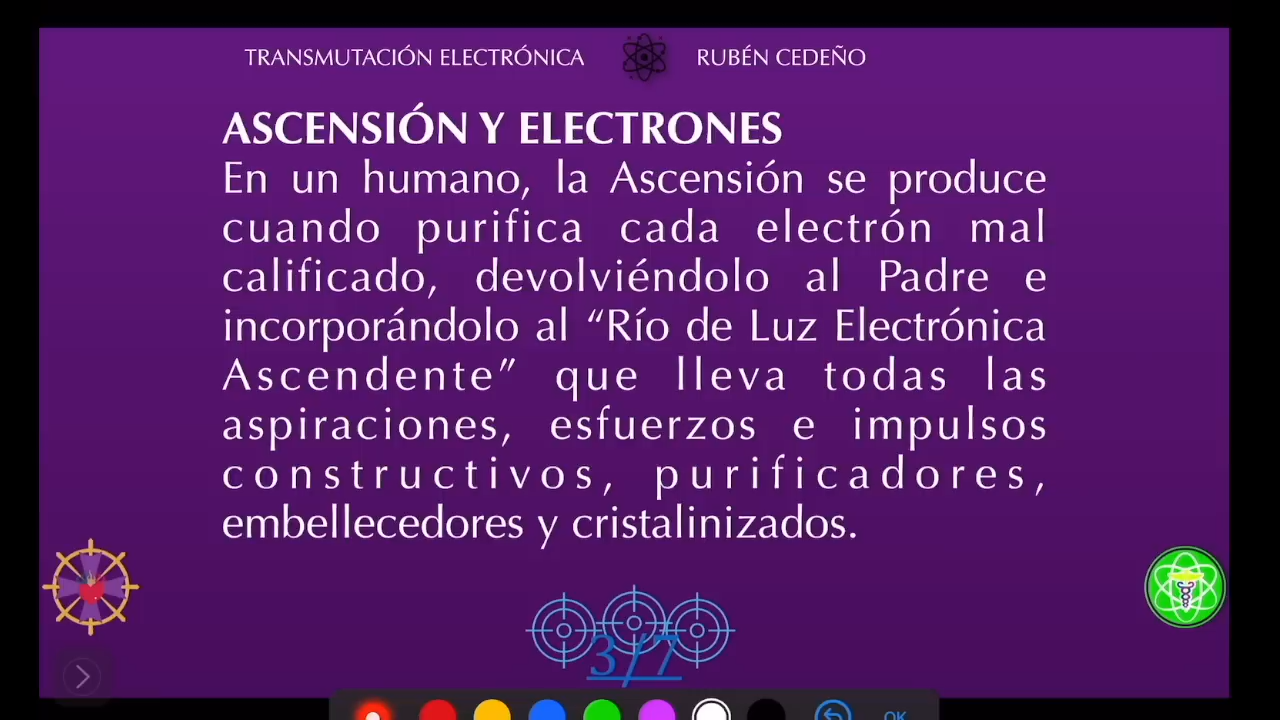 TRANSMUTACIÓN ELECTRÓNICA RUBÉN CEDEÑO
ASCENSIÓN Y ELECTRONES
En un humano, la Ascensión se produce
cuando purifica cada electrón mal
calificado, devolviéndolo al Padre e
incorporándolo al “Río de Luz Electrónica
Ascendente” que lleva todas las
aspiraciones, esfuerzos e impulsos
constructivos, purificadores,
embellecedores y cristalinizados.
3/7
OK